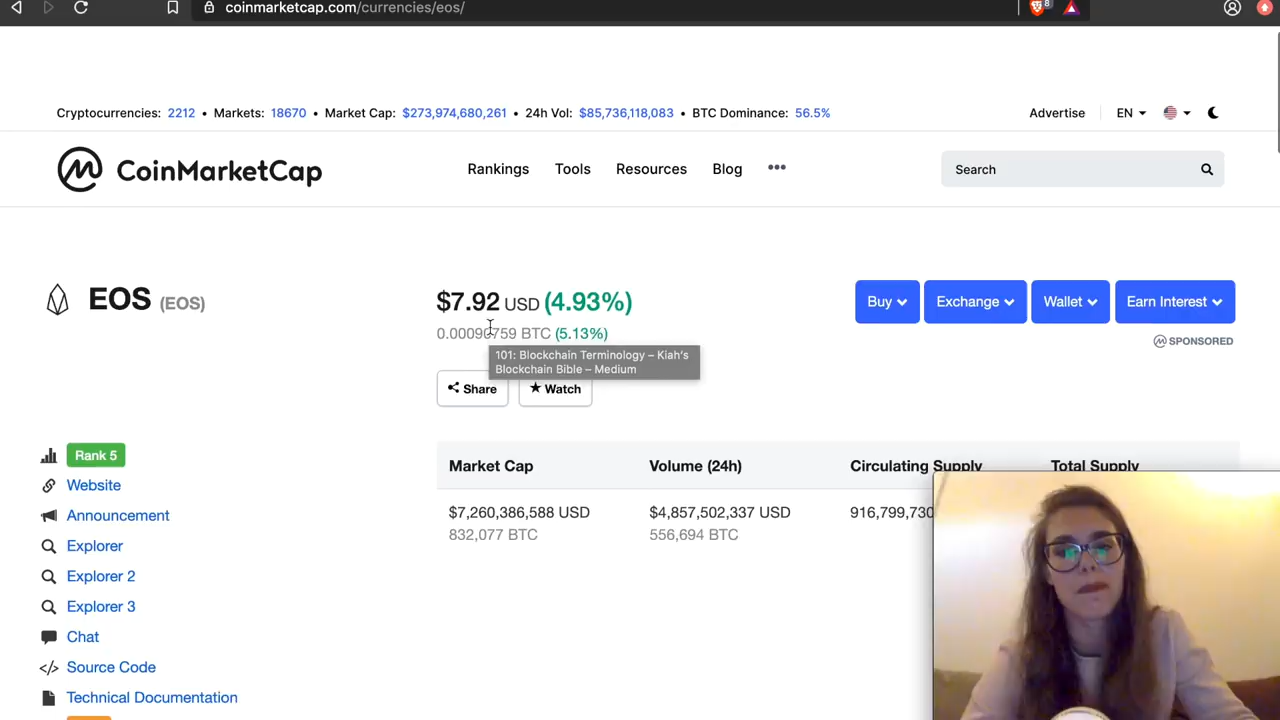 coinmarketcap.com/currencies/eos/
8
Cryptocurrencies: 2212 • Markets: 18670 • Market Cap: $273,974,680,261 • 24h Vol: $85,736,118,083 • BTC Dominance: 56.5%
Advertise EN
CoinMarketCap
Rankings Tools Resources Blog •••
Search
EOS (EOS)
$7.92 USD (4.93%)
BTC (5.13%)
101: Blockchain Terminology – Kiah's
Blockchain Bible – Medium
Share Watch
Buy Exchange Wallet Earn Interest
SPONSORED
Rank 5
Website
Announcement
Explorer
Explorer 2
Explorer 3
Chat
Source Code
Technical Documentation
Market Cap Volume (24h) Circulating Supply Total Supply
$7,260,386,588 USD $4,857,502,337 USD 916,799,730
832,077 BTC 556,694 BTC